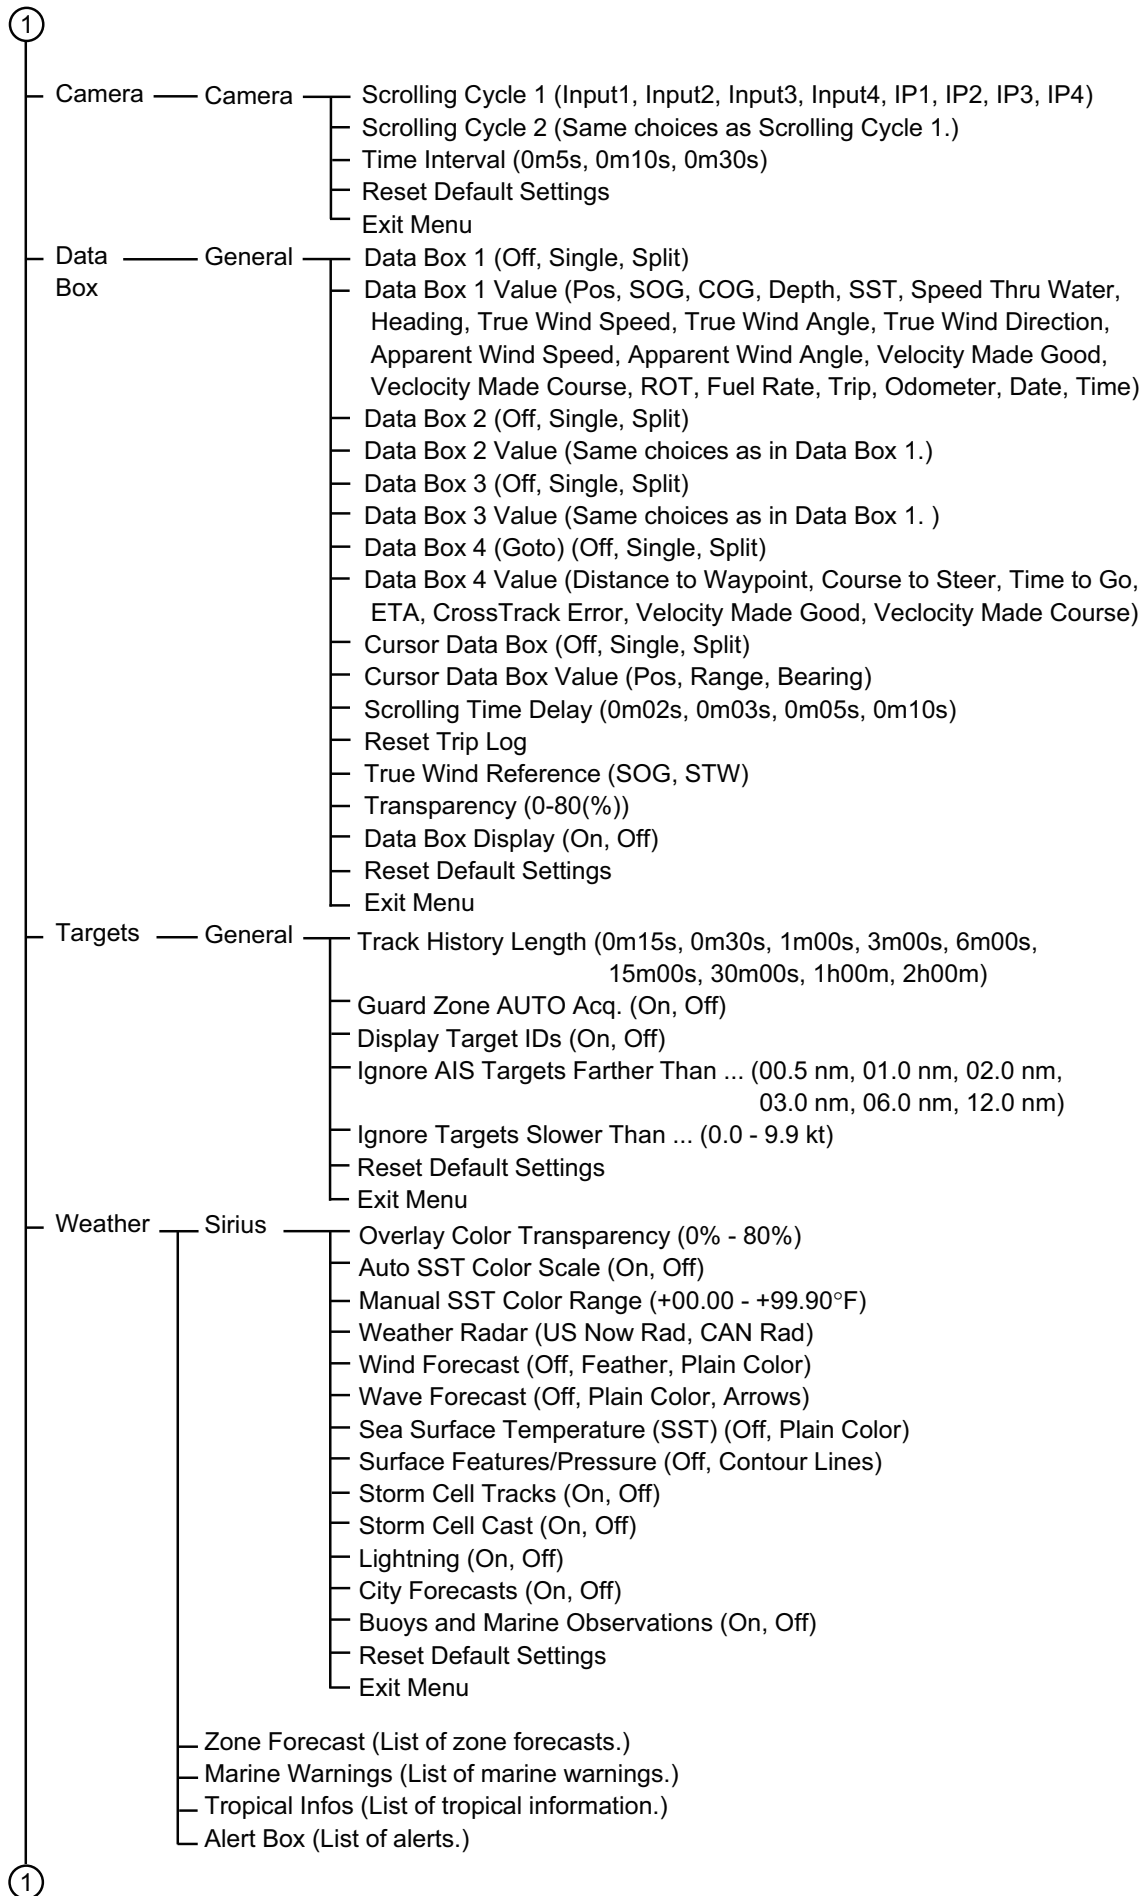 1
Camera Camera Scrolling Cycle 1 (Input1, Input2, Input3, Input4, IP1, IP2, IP3, IP4)
Scrolling Cycle 2 (Same choices as Scrolling Cycle 1.)
Time Interval (0m5s, 0m10s, 0m30s)
Reset Default Settings
Exit Menu
Data General Data Box 1 (Off, Single, Split)
Box Data Box 1 Value (Pos, SOG, COG, Depth, SST, Speed Thru Water,
Heading, True Wind Speed, True Wind Angle, True Wind Direction,
Apparent Wind Speed, Apparent Wind Angle, Velocity Made Good,
Veclocity Made Course, ROT, Fuel Rate, Trip, Odometer, Date, Time)
Data Box 2 (Off, Single, Split)
Data Box 2 Value (Same choices as in Data Box 1.)
Data Box 3 (Off, Single, Split)
Data Box 3 Value (Same choices as in Data Box 1. )
Data Box 4 (Goto) (Off, Single, Split)
Data Box 4 Value (Distance to Waypoint, Course to Steer, Time to Go,
ETA, CrossTrack Error, Velocity Made Good, Veclocity Made Course)
Cursor Data Box (Off, Single, Split)
Cursor Data Box Value (Pos, Range, Bearing)
Scrolling Time Delay (0m02s, 0m03s, 0m05s, 0m10s)
Reset Trip Log
True Wind Reference (SOG, STW)
Transparency (0-80(%))
Data Box Display (On, Off)
Reset Default Settings
Exit Menu
Targets General Track History Length (0m15s, 0m30s, 1m00s, 3m00s, 6m00s,
15m00s, 30m00s, 1h00m, 2h00m)
Guard Zone AUTO Acq. (On, Off)
Display Target IDs (On, Off)
Ignore AIS Targets Farther Than ... (00.5 nm, 01.0 nm, 02.0 nm,
03.0 nm, 06.0 nm, 12.0 nm)
Ignore Targets Slower Than ... (0.0 - 9.9 kt)
Reset Default Settings
Exit Menu
Weather Sirius Overlay Color Transparency (0% - 80%)
Auto SST Color Scale (On, Off)
Manual SST Color Range (+00.00 - +99.90°F)
Weather Radar (US Now Rad, CAN Rad)
Wind Forecast (Off, Feather, Plain Color)
Wave Forecast (Off, Plain Color, Arrows)
Sea Surface Temperature (SST) (Off, Plain Color)
Surface Features/Pressure (Off, Contour Lines)
Storm Cell Tracks (On, Off)
Storm Cell Cast (On, Off)
Lightning (On, Off)
City Forecasts (On, Off)
Buoys and Marine Observations (On, Off)
Reset Default Settings
Exit Menu
Zone Forecast (List of zone forecasts.)
Marine Warnings (List of marine warnings.)
Tropical Infos (List of tropical information.)
Alert Box (List of alerts.)
1